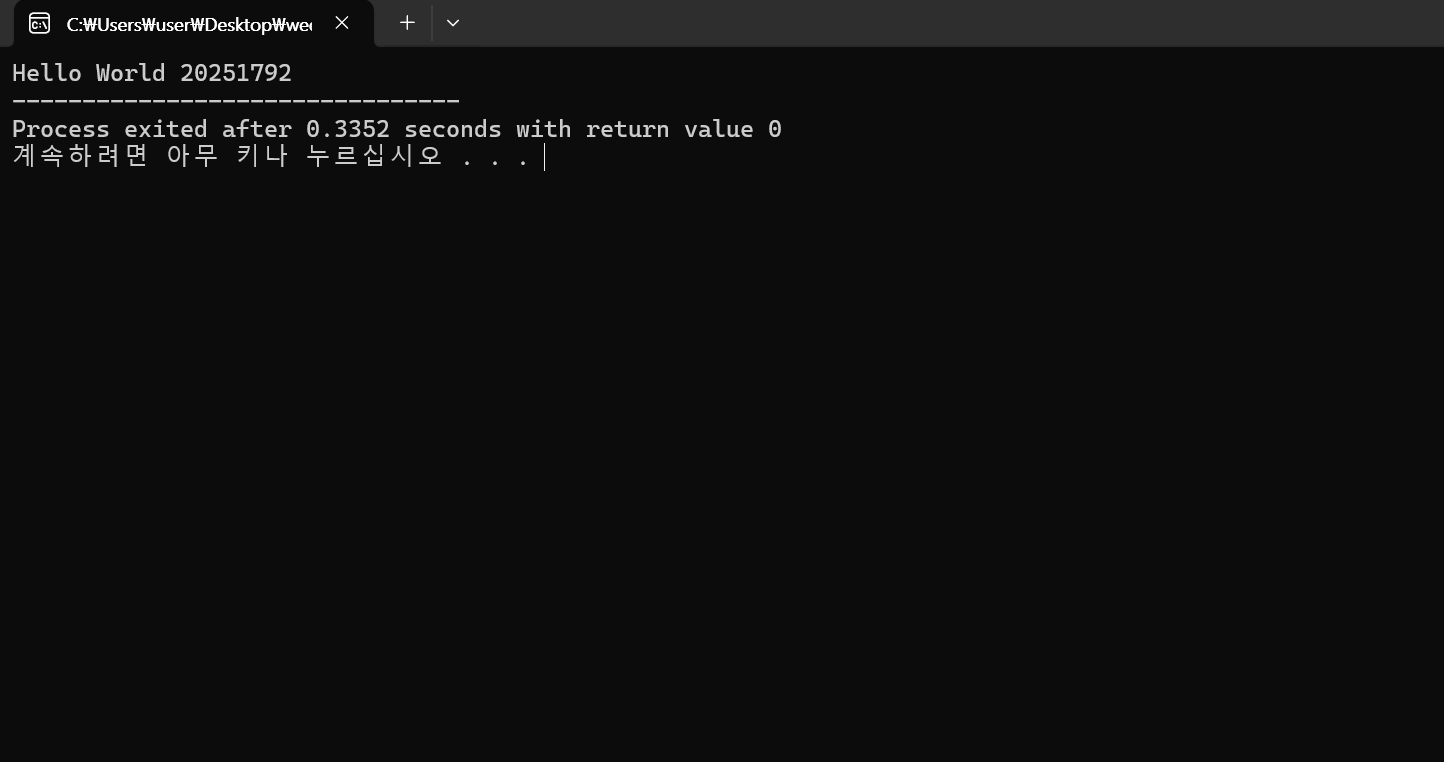 C:₩Users₩user₩Desktop₩we
Hello World 20251792
--------------------------------
Process exited after 0.3352 seconds with return value 0
계속하려면 아무 키나 누르십시오 . . .